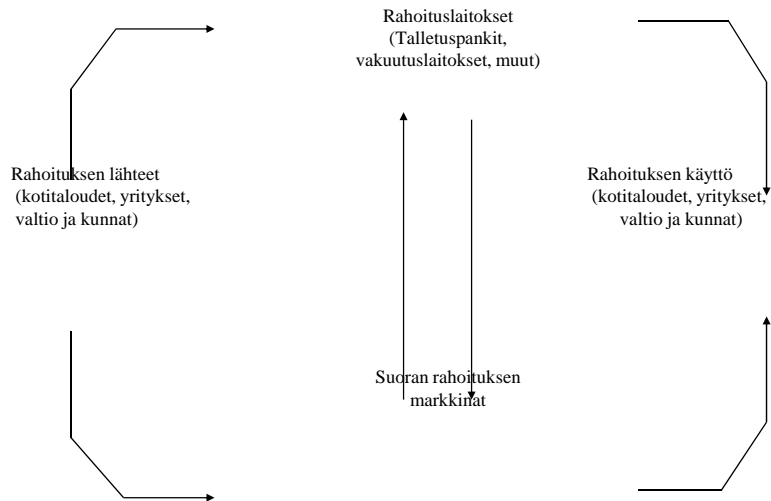 Rahoituslaitokset
(Talletuspankit,
vakuutuslaitokset, muut)
Rahoituksen lähteet
(kotitaloudet, yritykset,
valtio ja kunnat)
Rahoituksen käyttö
(kotitaloudet, yritykset,
valtio ja kunnat)
Suoran rahoituksen
markkinat